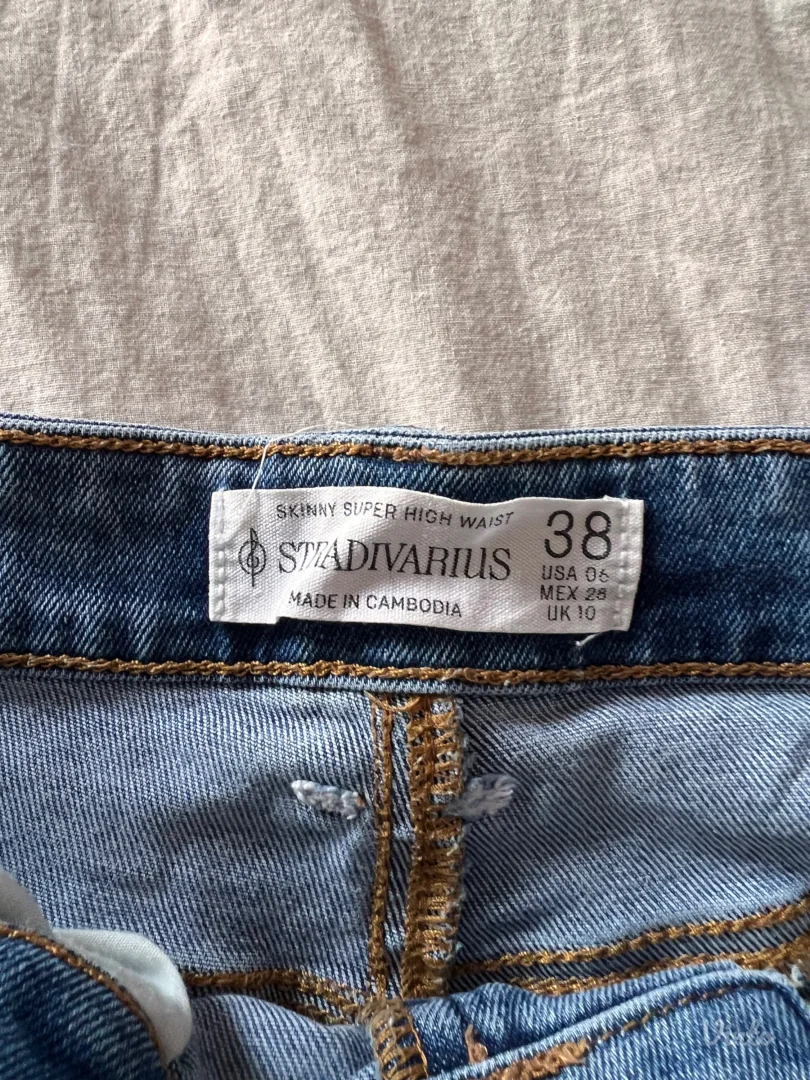 SKINNY SUPER HIGH WAIST
STRADIVARIUS
MADE IN CAMBODIA
38
USA 06
MEX 28
UK 10